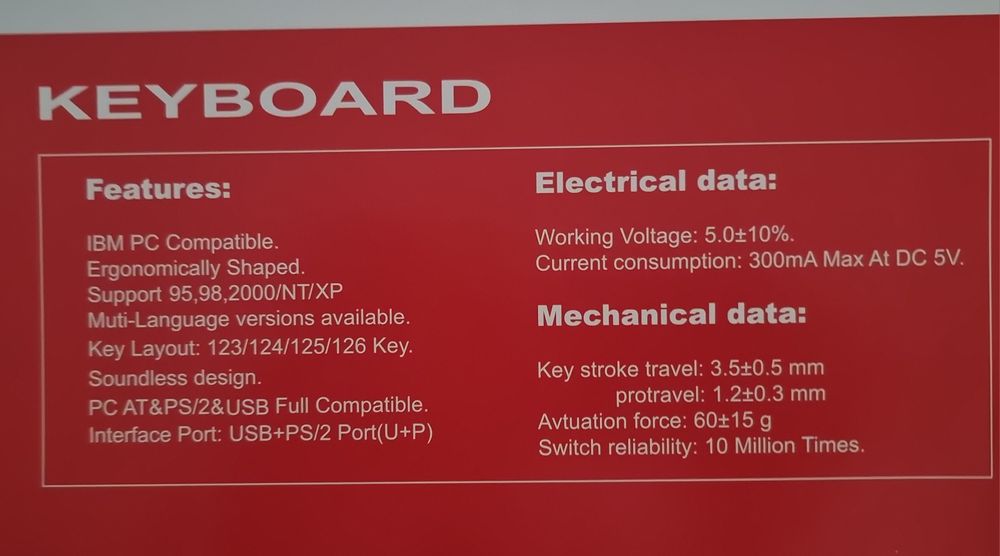 KEYBOARD
Features:
IBM PC Compatible.
Ergonomically Shaped.
Support 95,98,2000/NT/XP
Muti-Language versions available.
Key Layout: 123/124/125/126 Key.
Soundless design.
PC AT&PS/2&USB Full Compatible.
Interface Port: USB+PS/2 Port(U+P)
Electrical data:
Working Voltage: 5.0±10%.
Current consumption: 300mA Max At DC 5V.
Mechanical data:
Key stroke travel: 3.5±0.5 mm
protravel: 1.2±0.3 mm
Avtuation force: 60±15 g
Switch reliability: 10 Million Times.